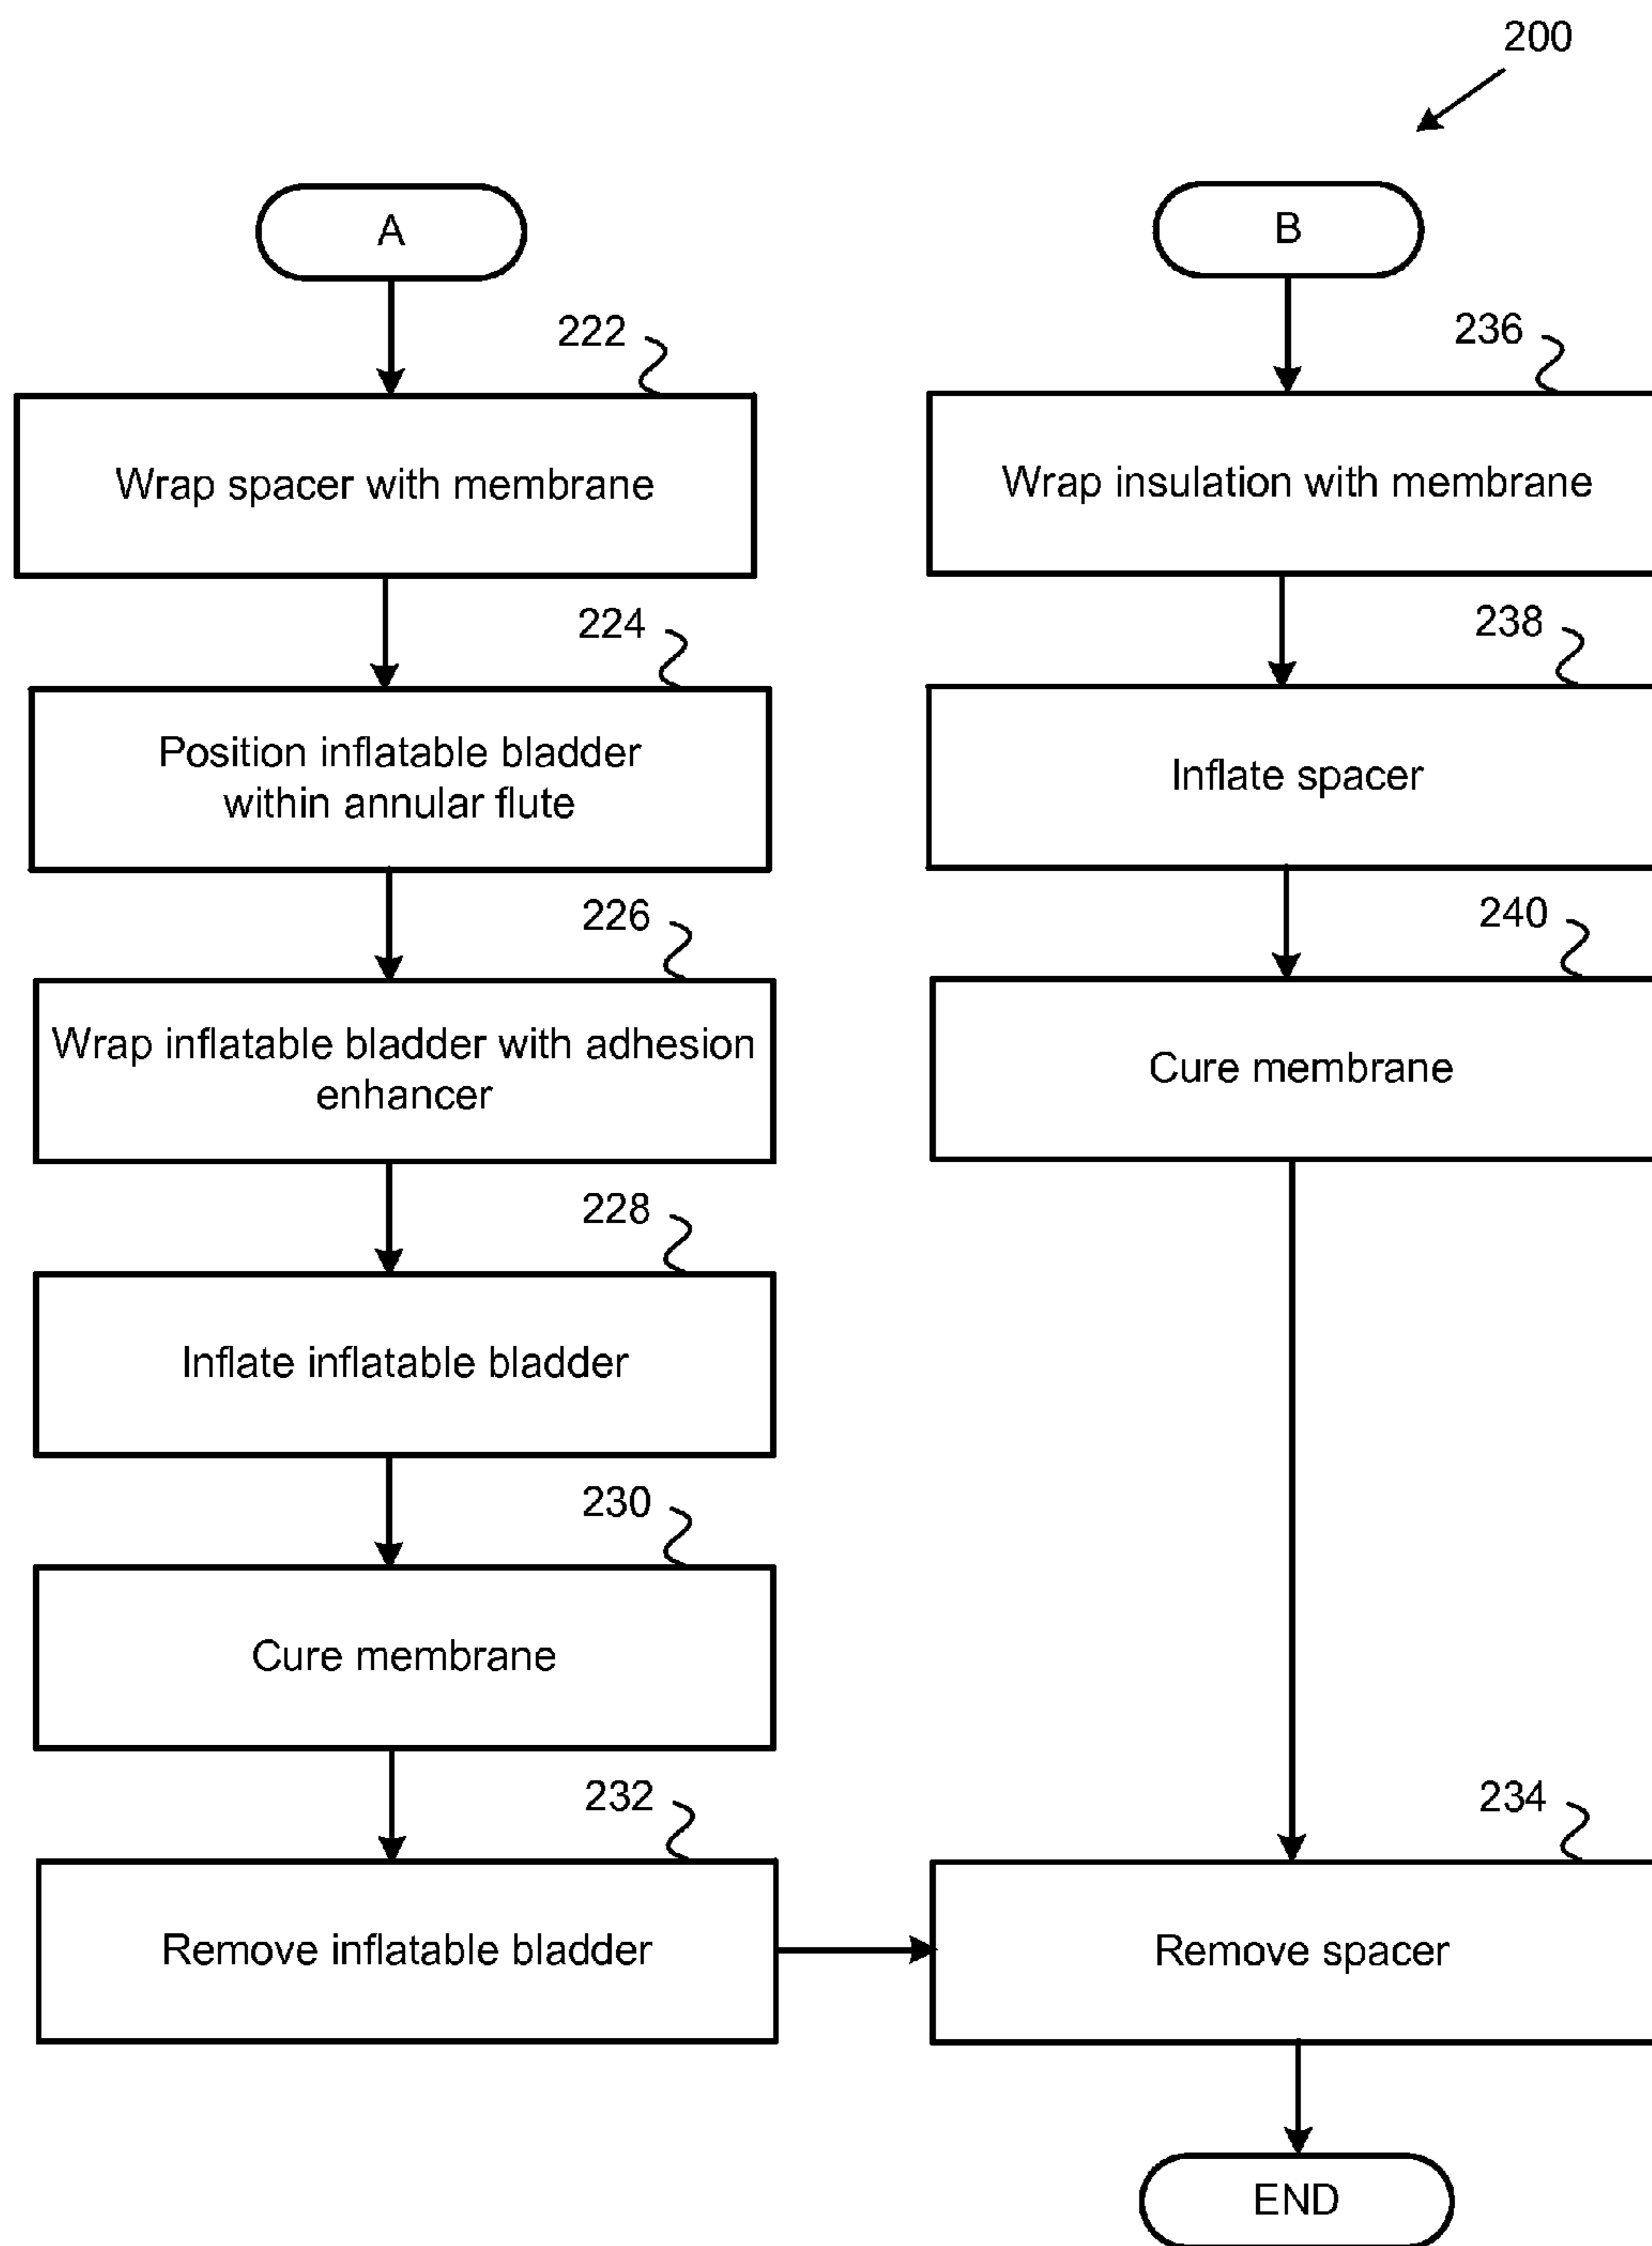 200
A
222
Wrap spacer with membrane
224
Position inflatable bladder
within annular flute
226
Wrap inflatable bladder with adhesion
enhancer
228
Inflate inflatable bladder
230
Cure membrane
232
Remove inflatable bladder
B
236
Wrap insulation with membrane
238
Inflate spacer
240
Cure membrane
234
Remove spacer
END